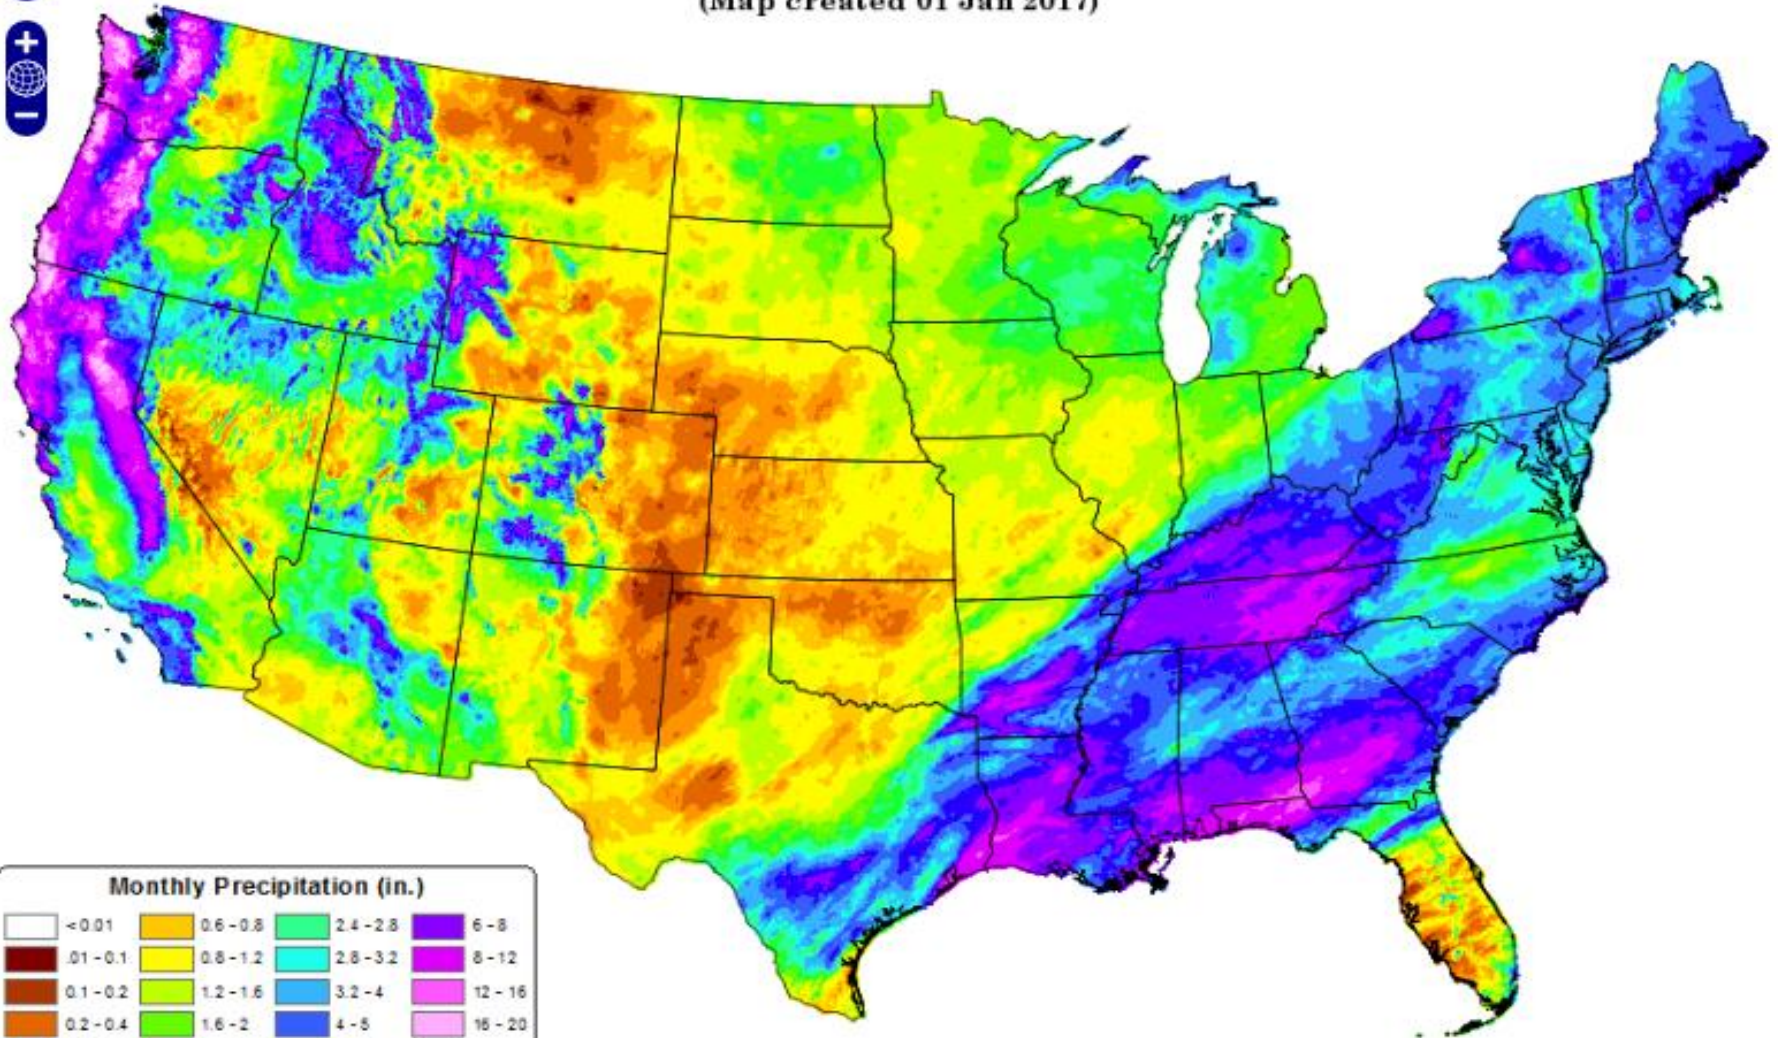 (Map created 01 Jan 2017)
+
−
Monthly Precipitation (in.)
< 0.01 0.6 - 0.8 2.4 - 2.8 6 - 8
.01 - 0.1 0.8 - 1.2 2.8 - 3.2 8 - 12
0.1 - 0.2 1.2 - 1.6 3.2 - 4 12 - 16
0.2 - 0.4 1.6 - 2 4 - 5 16 - 20